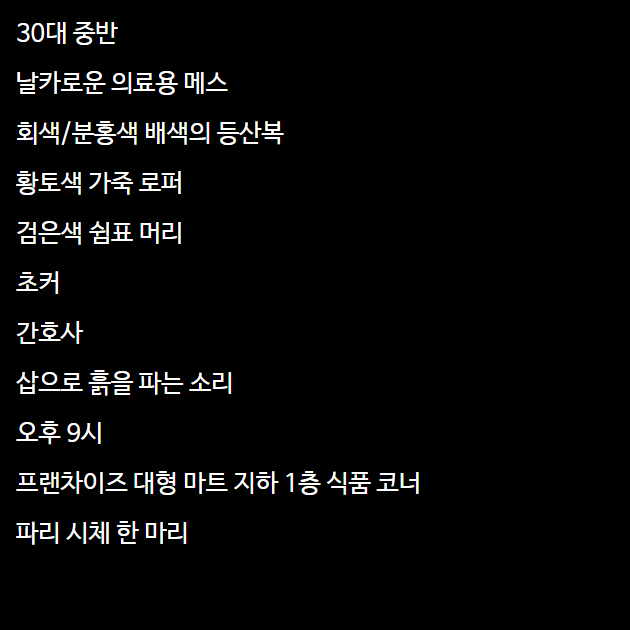 30대 중반
날카로운 의료용 메스
회색/분홍색 배색의 등산복
황토색 가죽 로퍼
검은색 쉼표 머리
초커
간호사
삽으로 흙을 파는 소리
오후 9시
프랜차이즈 대형 마트 지하 1층 식품 코너
파리 시체 한 마리